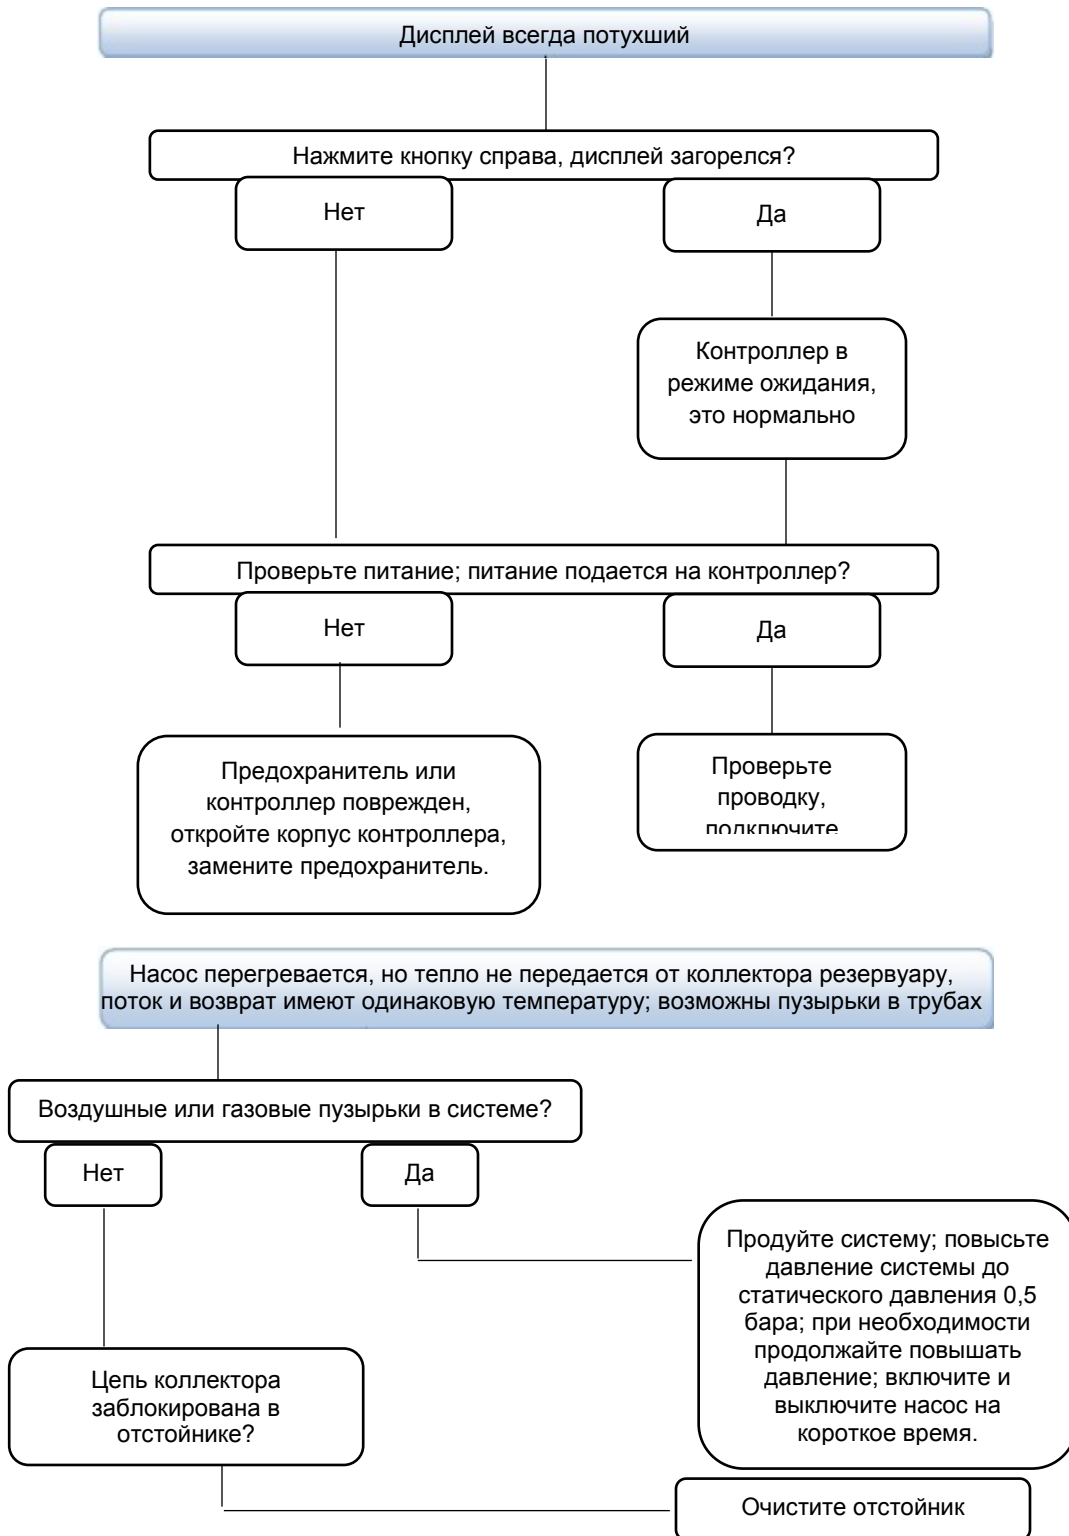 Дисплей всегда потухший
Нажмите кнопку справа, дисплей загорелся?
Нет
Да
Контроллер в
режиме ожидания,
это нормально
Проверьте питание; питание подается на контроллер?
Нет
Да
Предохранитель или
контроллер поврежден,
откройте корпус контроллера,
замените предохранитель.
Проверьте
проводку,
подключите
Насос перегревается, но тепло не передается от коллектора резервуару,
поток и возврат имеют одинаковую температуру; возможны пузырьки в трубах
Воздушные или газовые пузырьки в системе?
Нет
Да
Продуйте систему; повысьте
давление системы до
статического давления 0,5
бара; при необходимости
продолжайте повышать
давление; включите и
выключите насос на
короткое время.
Цепь коллектора
заблокирована в
отстойнике?
Очистите отстойник